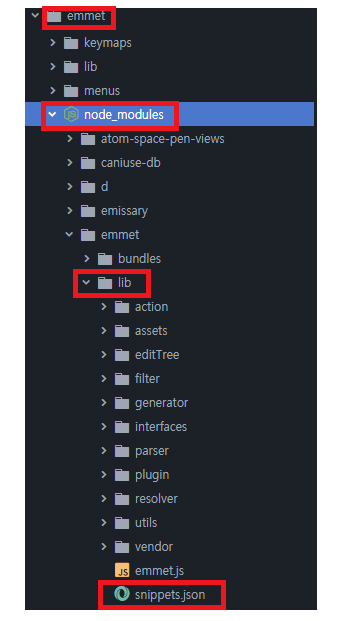 emmet
keymaps
lib
menus
node_modules
atom-space-pen-views
caniuse-db
d
emissary
emmet
bundles
lib
action
assets
editTree
filter
generator
interfaces
parser
plugin
resolver
utils
vendor
JS emmet.js
snippets.json